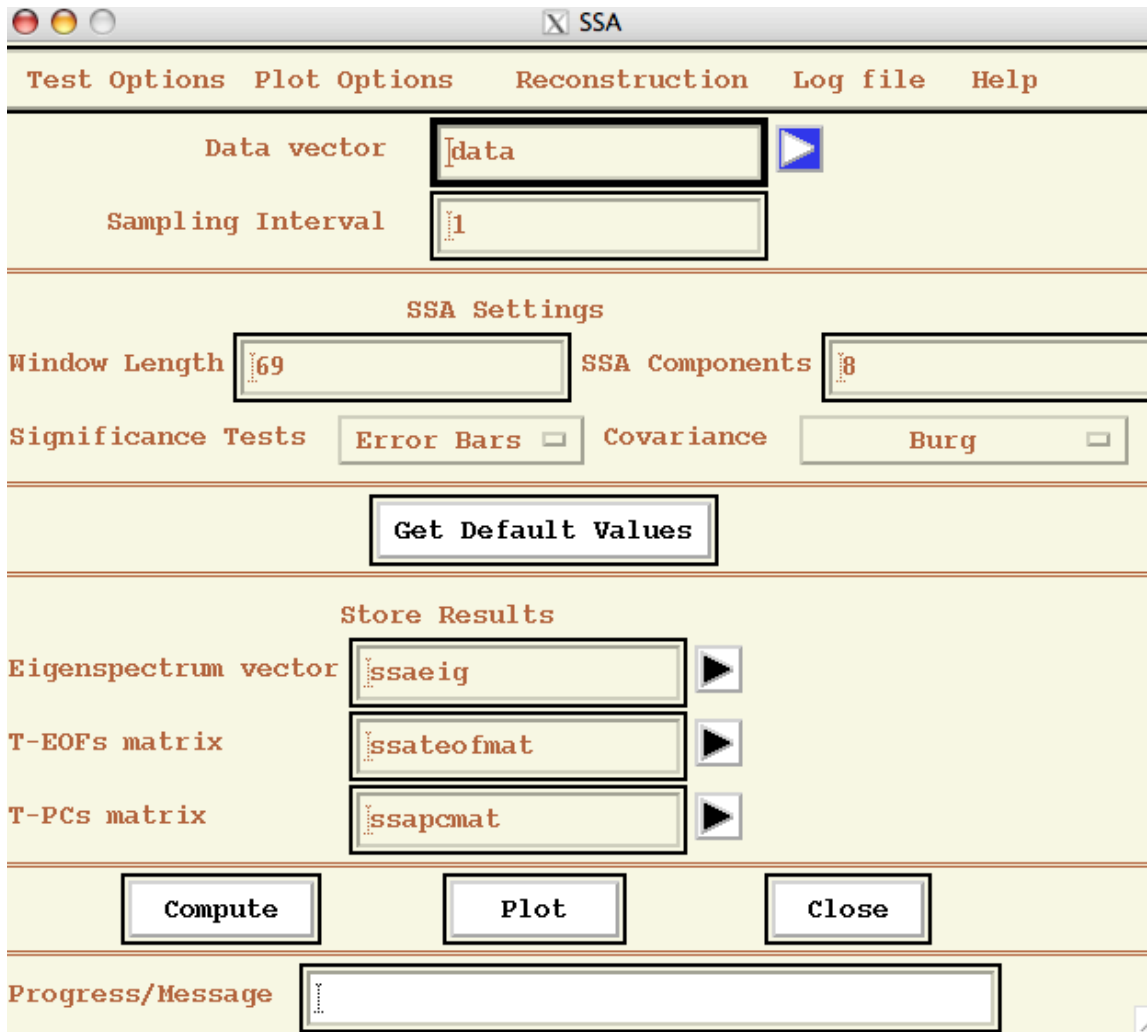 SSA
Test Options Plot Options Reconstruction Log file Help
Data vector data
Sampling Interval 1
SSA Settings
Window Length 69 SSA Components 8
Significance Tests Error Bars Covariance Burg
Get Default Values
Store Results
Eigenspectrum vector ssaeig
T-EOFs matrix ssateofmat
T-PCs matrix ssapcmat
Compute Plot Close
Progress/Message